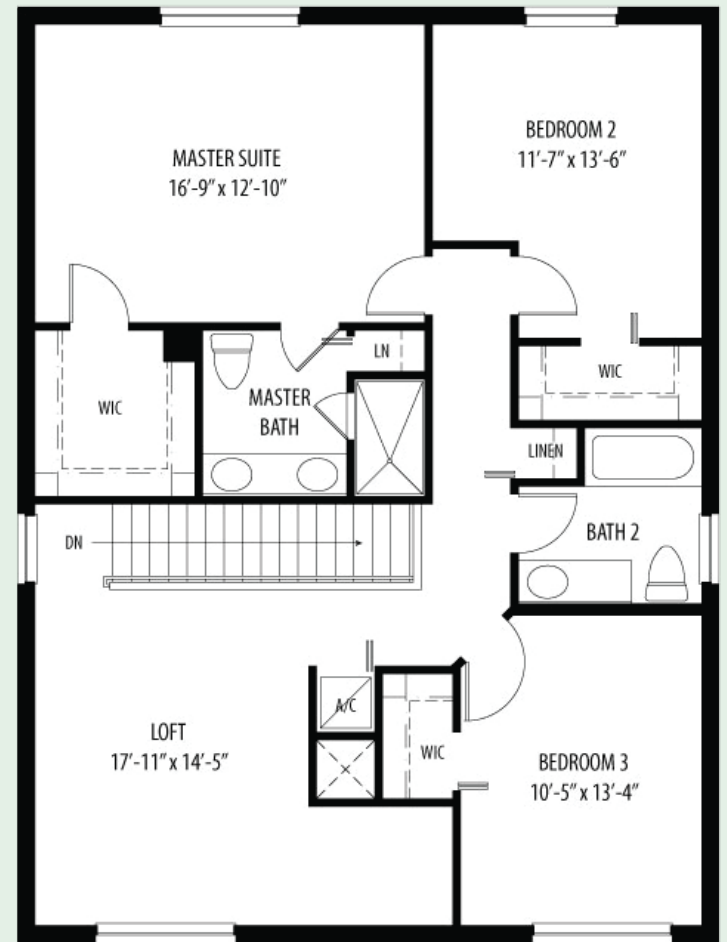 MASTER SUITE
16’-9” x 12’-10”
BEDROOM 2
11’-7” x 13’-6”
WIC
MASTER
BATH
LN
WIC
LINEN
BATH 2
DN
A/C
WIC
LOFT
17’-11” x 14’-5”
BEDROOM 3
10’-5” x 13’-4”